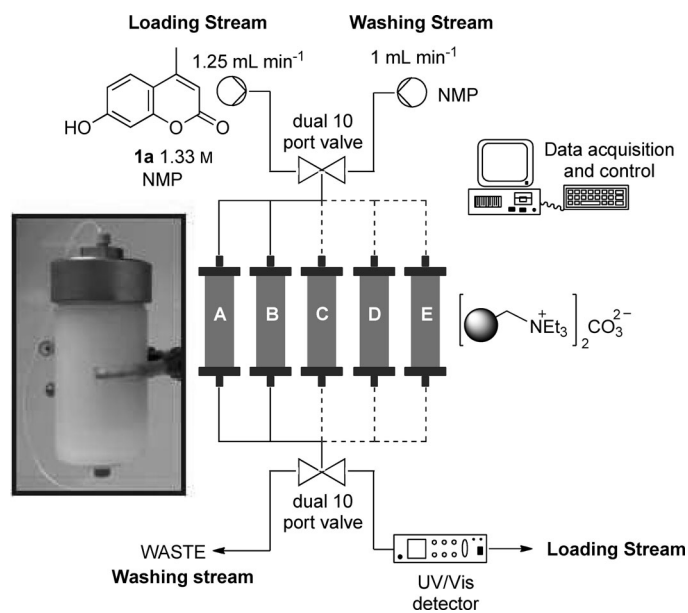 Loading Stream
Washing Stream
1.25 mL min⁻¹
1 mL min⁻¹
HO
O
O
NMP
1a 1.33 M
NMP
dual 10
port valve
Data acquisition
and control
A
B
C
D
E
NEt₃
+
2
CO₃²⁻
dual 10
port valve
WASTE
Washing stream
Loading Stream
UV/Vis
detector